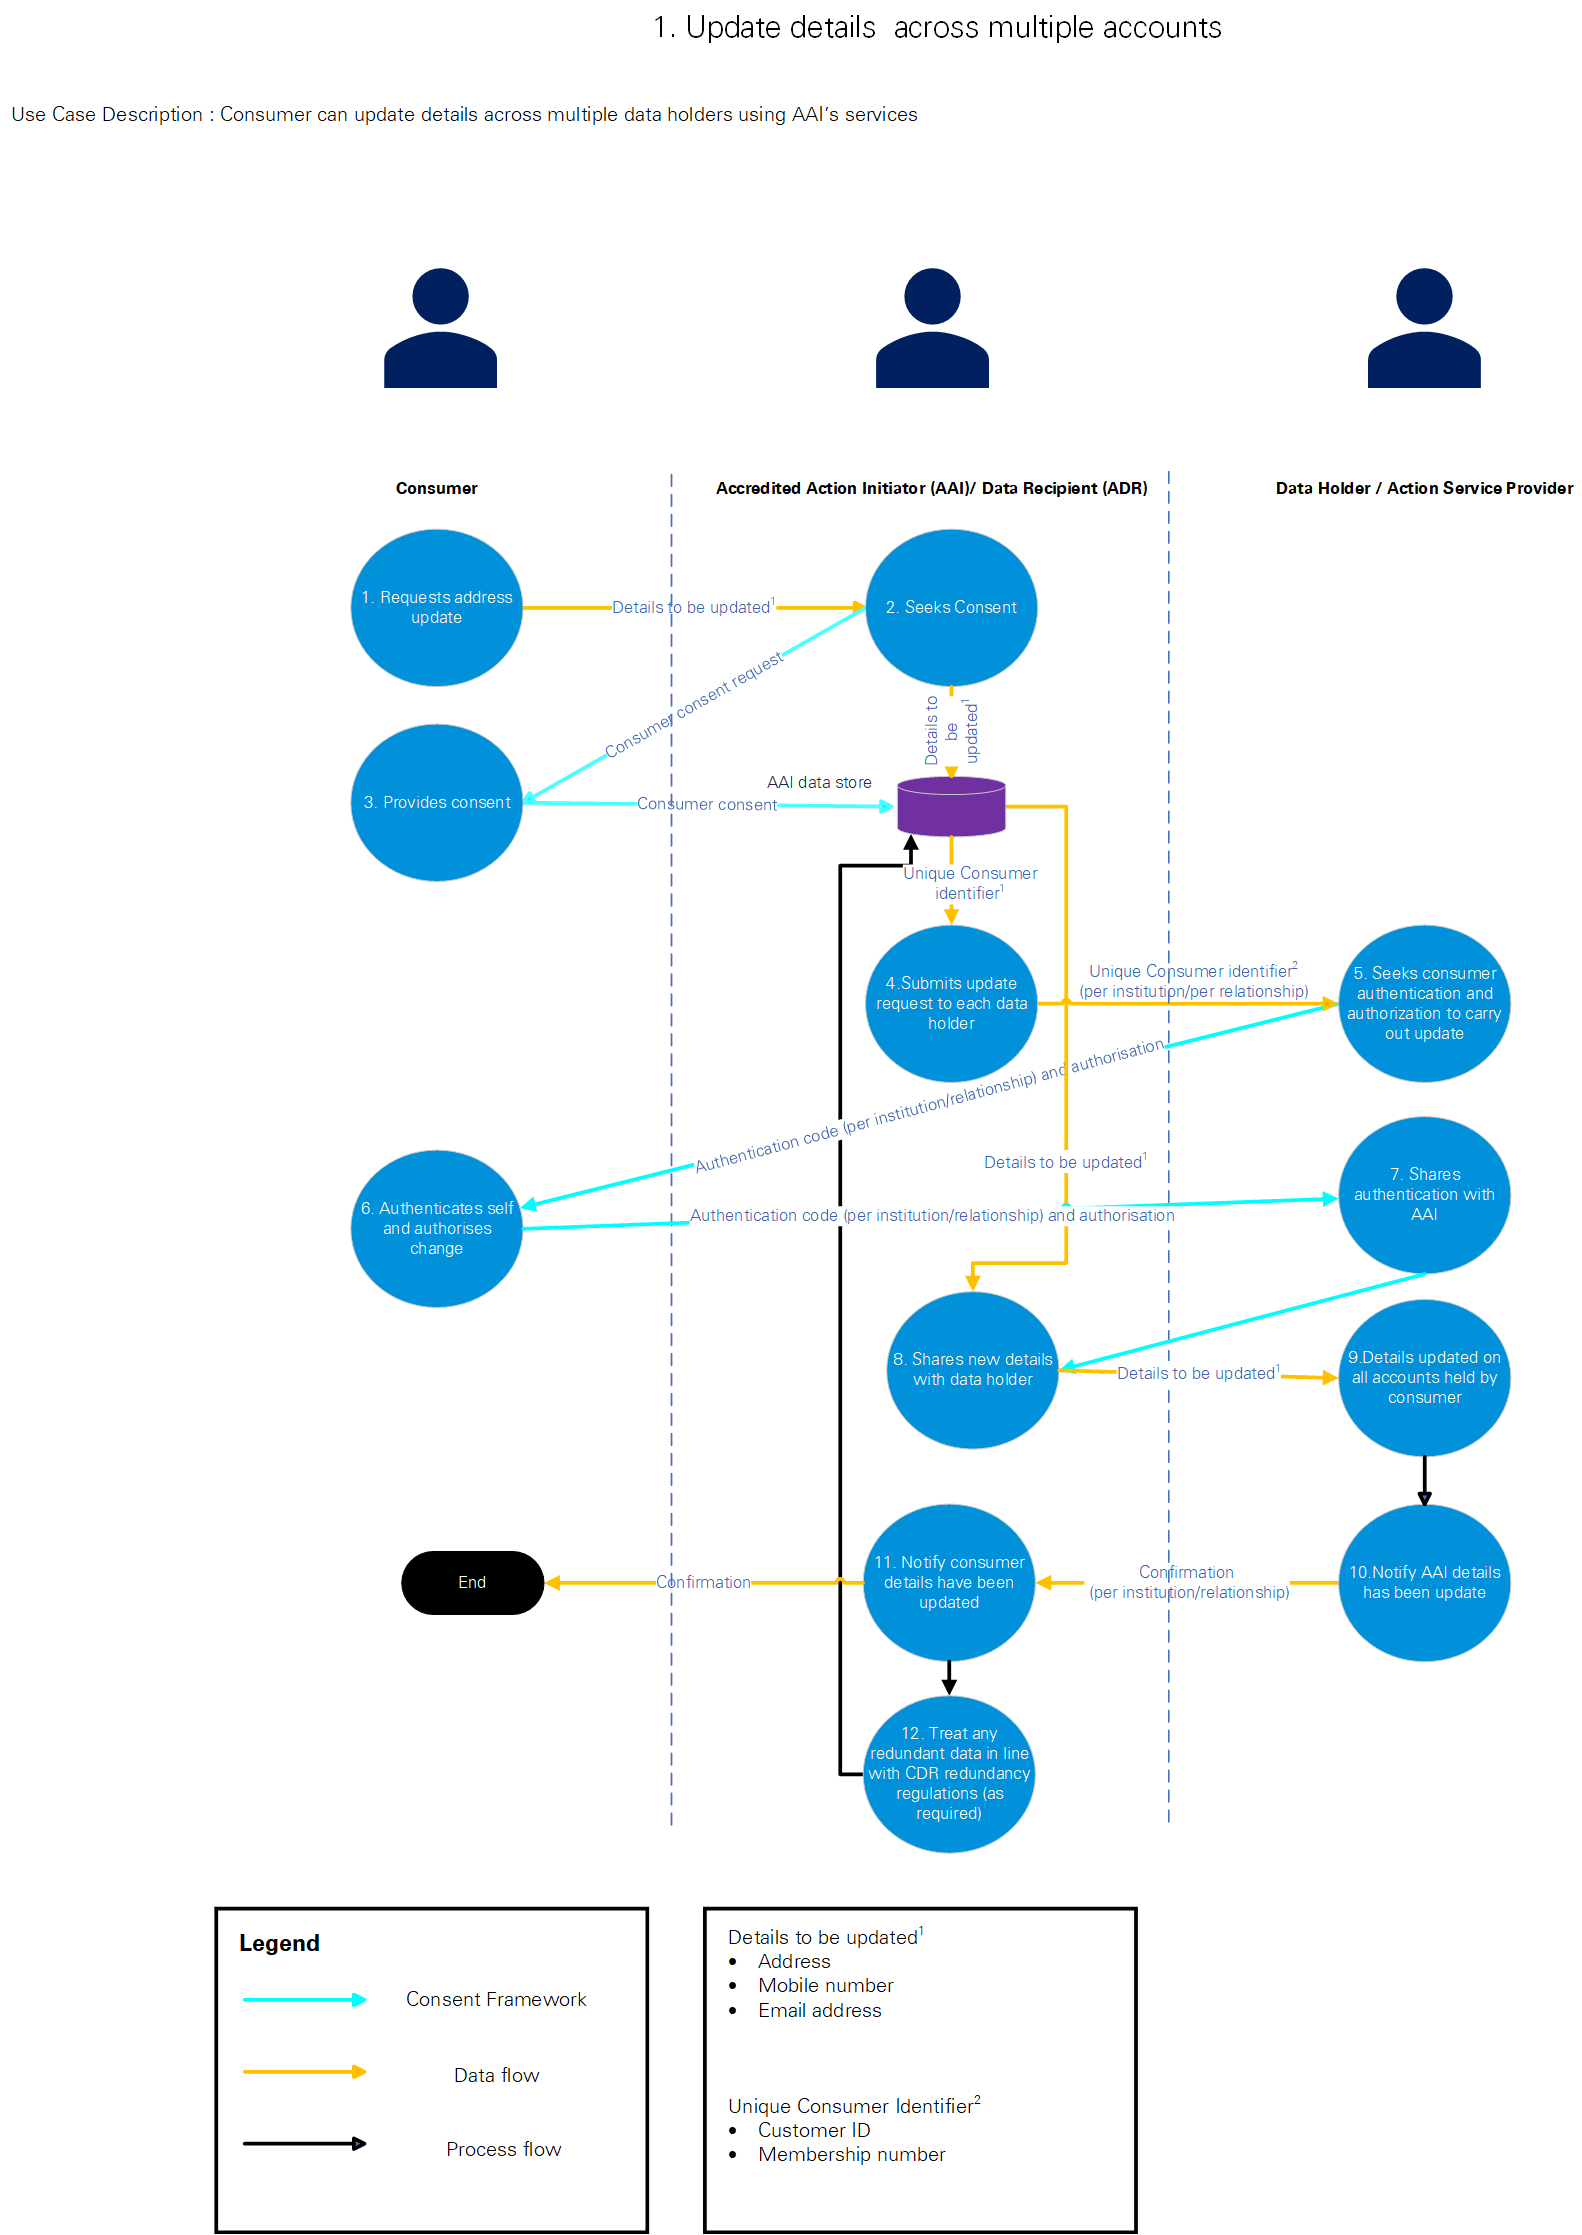 1. Update details across multiple accounts
Use Case Description : Consumer can update details across multiple data holders using AAI's services
Consumer
Accredited Action Initiator (AAI)/ Data Recipient (ADR)
Data Holder / Action Service Provider
1. Requests address
update
Details to be updated1
2. Seeks Consent
Consumer consent request
Details to
be
updated1
3. Provides consent
Consumer consent
AAI data store
Unique Consumer
identifier1
4.Submits update
request to each data
holder
Unique Consumer identifier2
(per institution/per relationship)
5. Seeks consumer
authentication and
authorization to carry
out update
Authentication code (per institution/relationship) and authorisation
Details to be updated1
6. Authenticates self
and authorises
change
Authentication code (per institution/relationship) and authorisation
7. Shares
authentication with
AAI
8. Shares new details
with data holder
Details to be updated1
9.Details updated on
all accounts held by
consumer
End
Confirmation
11. Notify consumer
details have been
updated
Confirmation
(per institution/relationship)
10.Notify AAI details
has been update
12. Treat any
redundant data in line
with CDR redundancy
regulations (as
required)
Legend
Consent Framework
Data flow
Process flow
Details to be updated1
• Address
• Mobile number
• Email address
Unique Consumer Identifier2
• Customer ID
• Membership number